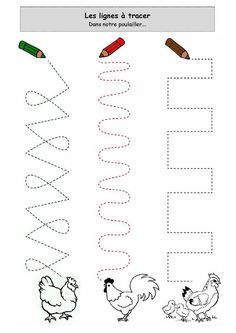 Les lignes à tracer
Dans notre poulailler...